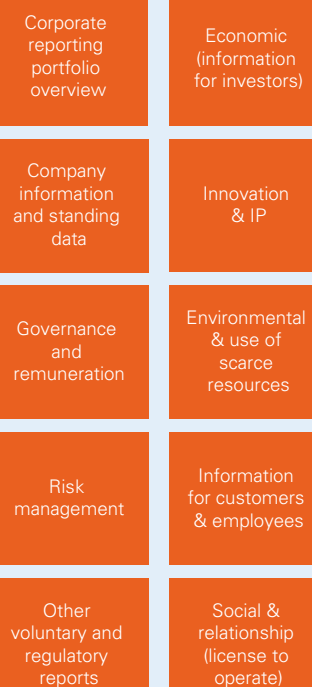 Corporate
reporting
portfolio
overview
Economic
(information
for investors)
Company
information
and standing
data
Innovation
& IP
Governance
and
remuneration
Environmental
& use of
scarce
resources
Risk
management
Information
for customers
& employees
Other
voluntary and
regulatory
reports
Social &
relationship
(license to
operate)